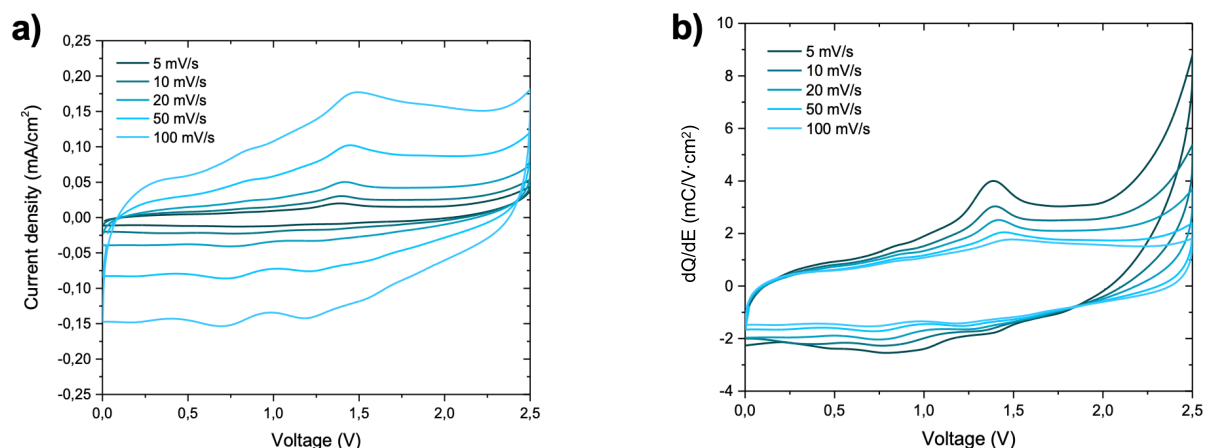 a)
Current density (mA/cm²)
0,25
0,20
0,15
0,10
0,05
0,00
-0,05
-0,10
-0,15
-0,20
-0,25
5 mV/s
10 mV/s
20 mV/s
50 mV/s
100 mV/s
0,0 0,5 1,0 1,5 2,0 2,5
Voltage (V)
b)
dQ/dE (mC/V·cm²)
10
8
6
4
2
0
-2
-4
5 mV/s
10 mV/s
20 mV/s
50 mV/s
100 mV/s
0,0 0,5 1,0 1,5 2,0 2,5
Voltage (V)